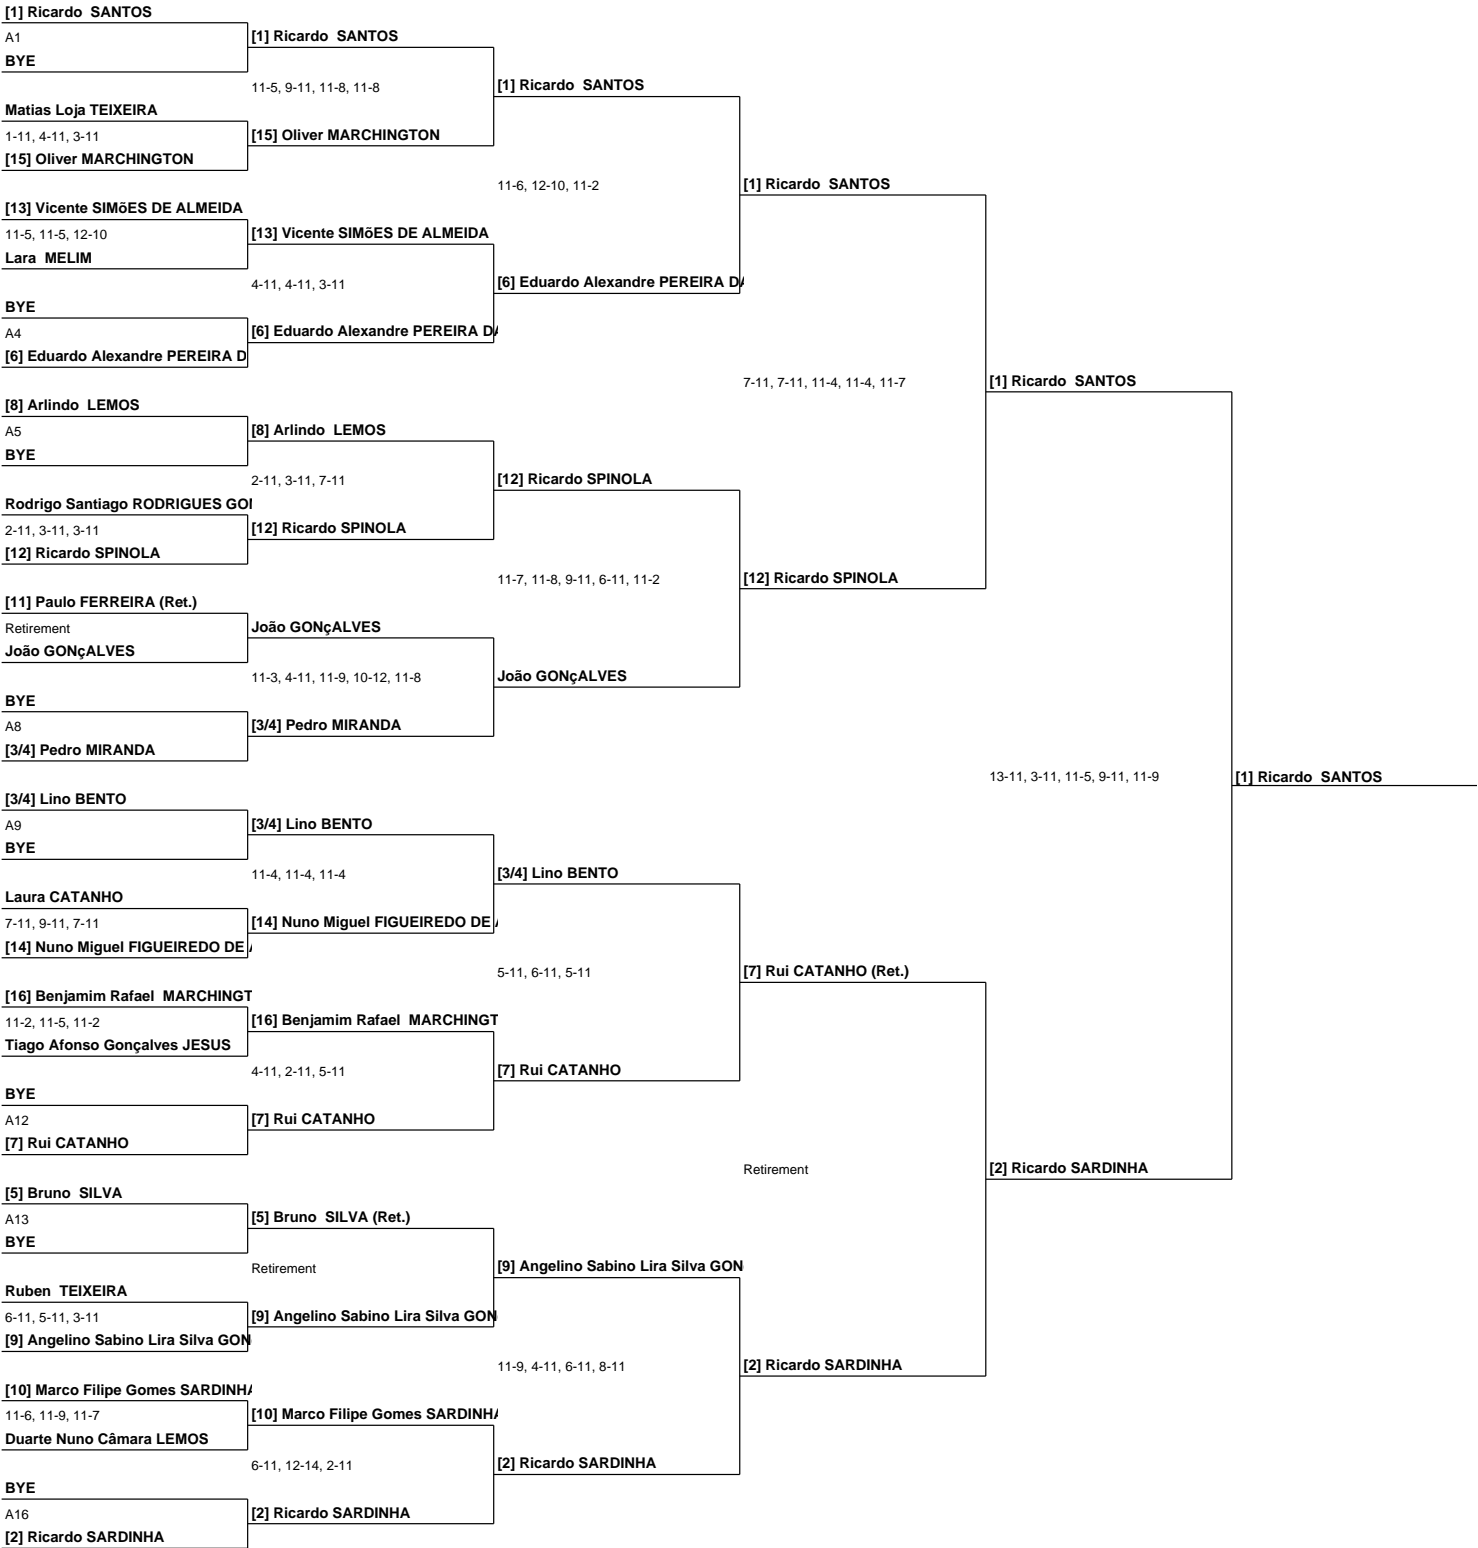 [1] Ricardo  SANTOS
A1
BYE
[1] Ricardo  SANTOS
11-5, 9-11, 11-8, 11-8
[1] Ricardo  SANTOS
Matias Loja TEIXEIRA
1-11, 4-11, 3-11
[15] Oliver MARCHINGTON
[15] Oliver MARCHINGTON
11-6, 12-10, 11-2
[1] Ricardo  SANTOS
[13] Vicente SIMõES DE ALMEIDA
11-5, 11-5, 12-10
Lara  MELIM
[13] Vicente SIMõES DE ALMEIDA
4-11, 4-11, 3-11
[6] Eduardo Alexandre PEREIRA DA
BYE
A4
[6] Eduardo Alexandre PEREIRA D
[6] Eduardo Alexandre PEREIRA DA
7-11, 7-11, 11-4, 11-4, 11-7
[1] Ricardo  SANTOS
[8] Arlindo  LEMOS
A5
BYE
[8] Arlindo  LEMOS
2-11, 3-11, 7-11
[12] Ricardo SPINOLA
Rodrigo Santiago RODRIGUES GO
2-11, 3-11, 3-11
[12] Ricardo SPINOLA
[12] Ricardo SPINOLA
11-7, 11-8, 9-11, 6-11, 11-2
[12] Ricardo SPINOLA
[11] Paulo FERREIRA (Ret.)
Retirement
João GONçALVES
João GONçALVES
11-3, 4-11, 11-9, 10-12, 11-8
João GONçALVES
BYE
A8
[3/4] Pedro MIRANDA
[3/4] Pedro MIRANDA
13-11, 3-11, 11-5, 9-11, 11-9
[1] Ricardo  SANTOS
[3/4] Lino BENTO
A9
BYE
[3/4] Lino BENTO
11-4, 11-4, 11-4
[3/4] Lino BENTO
Laura CATANHO
7-11, 9-11, 7-11
[14] Nuno Miguel FIGUEIREDO DE
[14] Nuno Miguel FIGUEIREDO DE
5-11, 6-11, 5-11
[7] Rui CATANHO (Ret.)
[16] Benjamim Rafael  MARCHINGT
11-2, 11-5, 11-2
Tiago Afonso Gonçalves JESUS
[16] Benjamim Rafael  MARCHINGT
4-11, 2-11, 5-11
[7] Rui CATANHO
BYE
A12
[7] Rui CATANHO
[7] Rui CATANHO
Retirement
[2] Ricardo SARDINHA
[5] Bruno  SILVA
A13
BYE
[5] Bruno  SILVA (Ret.)
Retirement
[9] Angelino Sabino Lira Silva GON
Ruben  TEIXEIRA
6-11, 5-11, 3-11
[9] Angelino Sabino Lira Silva GON
[9] Angelino Sabino Lira Silva GON
11-9, 4-11, 6-11, 8-11
[2] Ricardo SARDINHA
[10] Marco Filipe Gomes SARDINHA
11-6, 11-9, 11-7
Duarte Nuno Câmara LEMOS
[10] Marco Filipe Gomes SARDINHA
6-11, 12-14, 2-11
[2] Ricardo SARDINHA
BYE
A16
[2] Ricardo SARDINHA
[2] Ricardo SARDINHA